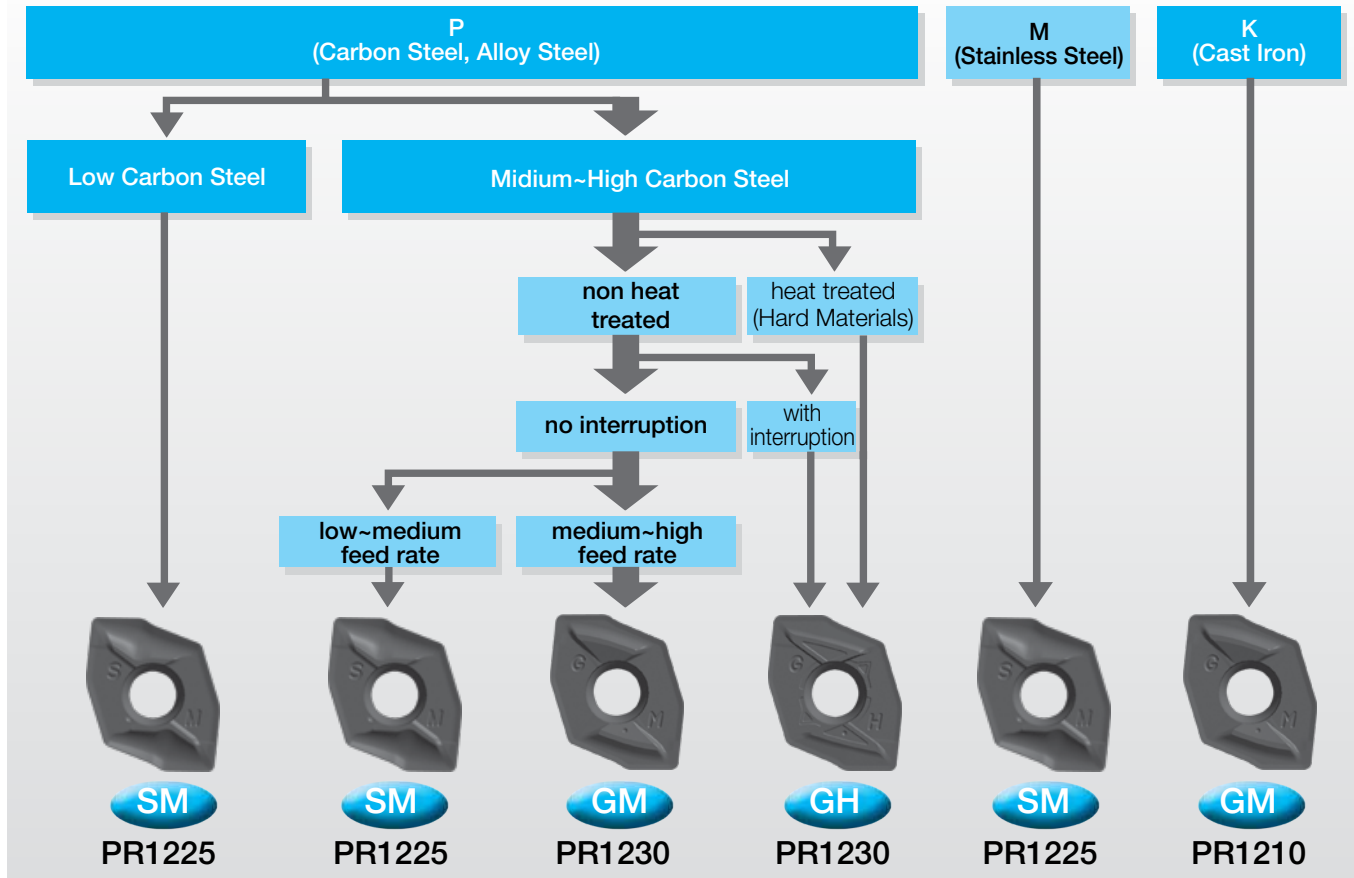 P
(Carbon Steel, Alloy Steel)
M
(Stainless Steel)
K
(Cast Iron)
Low Carbon Steel
Midium~High Carbon Steel
non heat
treated
heat treated
(Hard Materials)
no interruption
with
interruption
low~medium
feed rate
medium~high
feed rate
S
M
S
M
G
M
G
H
S
M
G
M
SM
SM
GM
GH
SM
GM
PR1225
PR1225
PR1230
PR1230
PR1225
PR1210